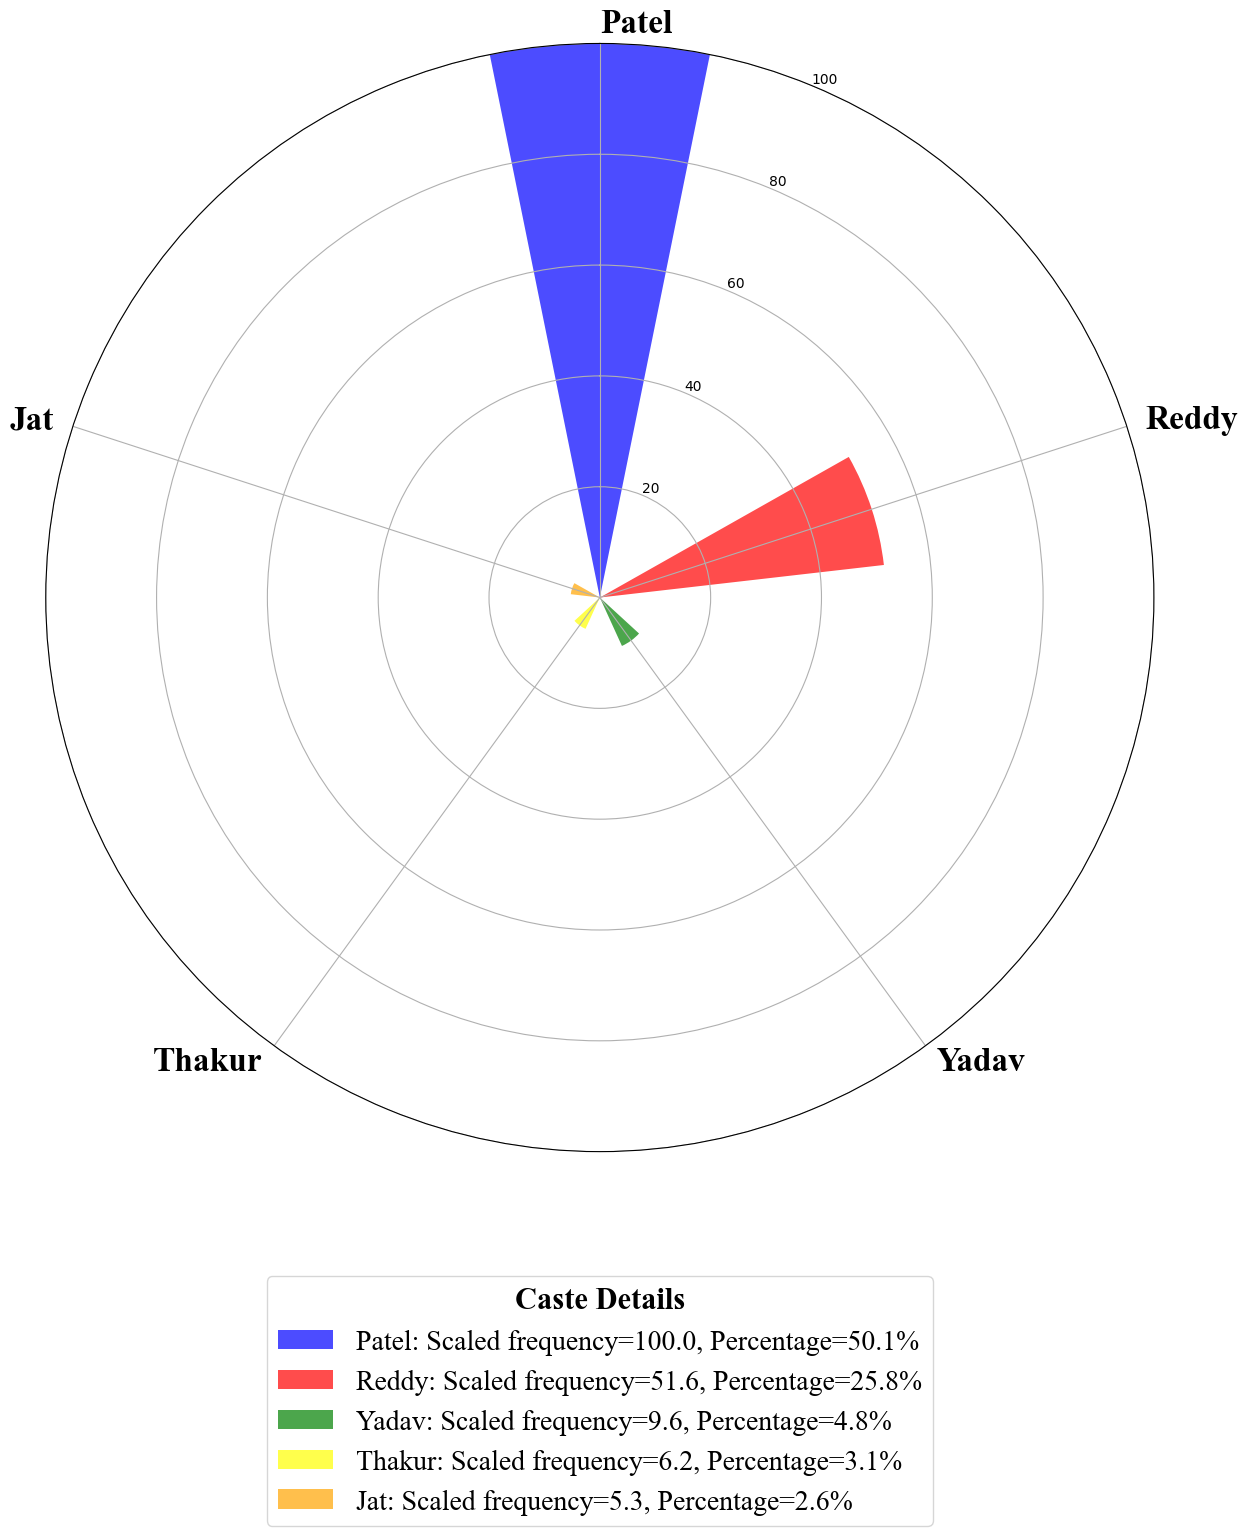 Patel
100
80
60
40
20
Jat
Reddy
Thakur
Yadav
Caste Details
Patel: Scaled frequency=100.0, Percentage=50.1%
Reddy: Scaled frequency=51.6, Percentage=25.8%
Yadav: Scaled frequency=9.6, Percentage=4.8%
Thakur: Scaled frequency=6.2, Percentage=3.1%
Jat: Scaled frequency=5.3, Percentage=2.6%